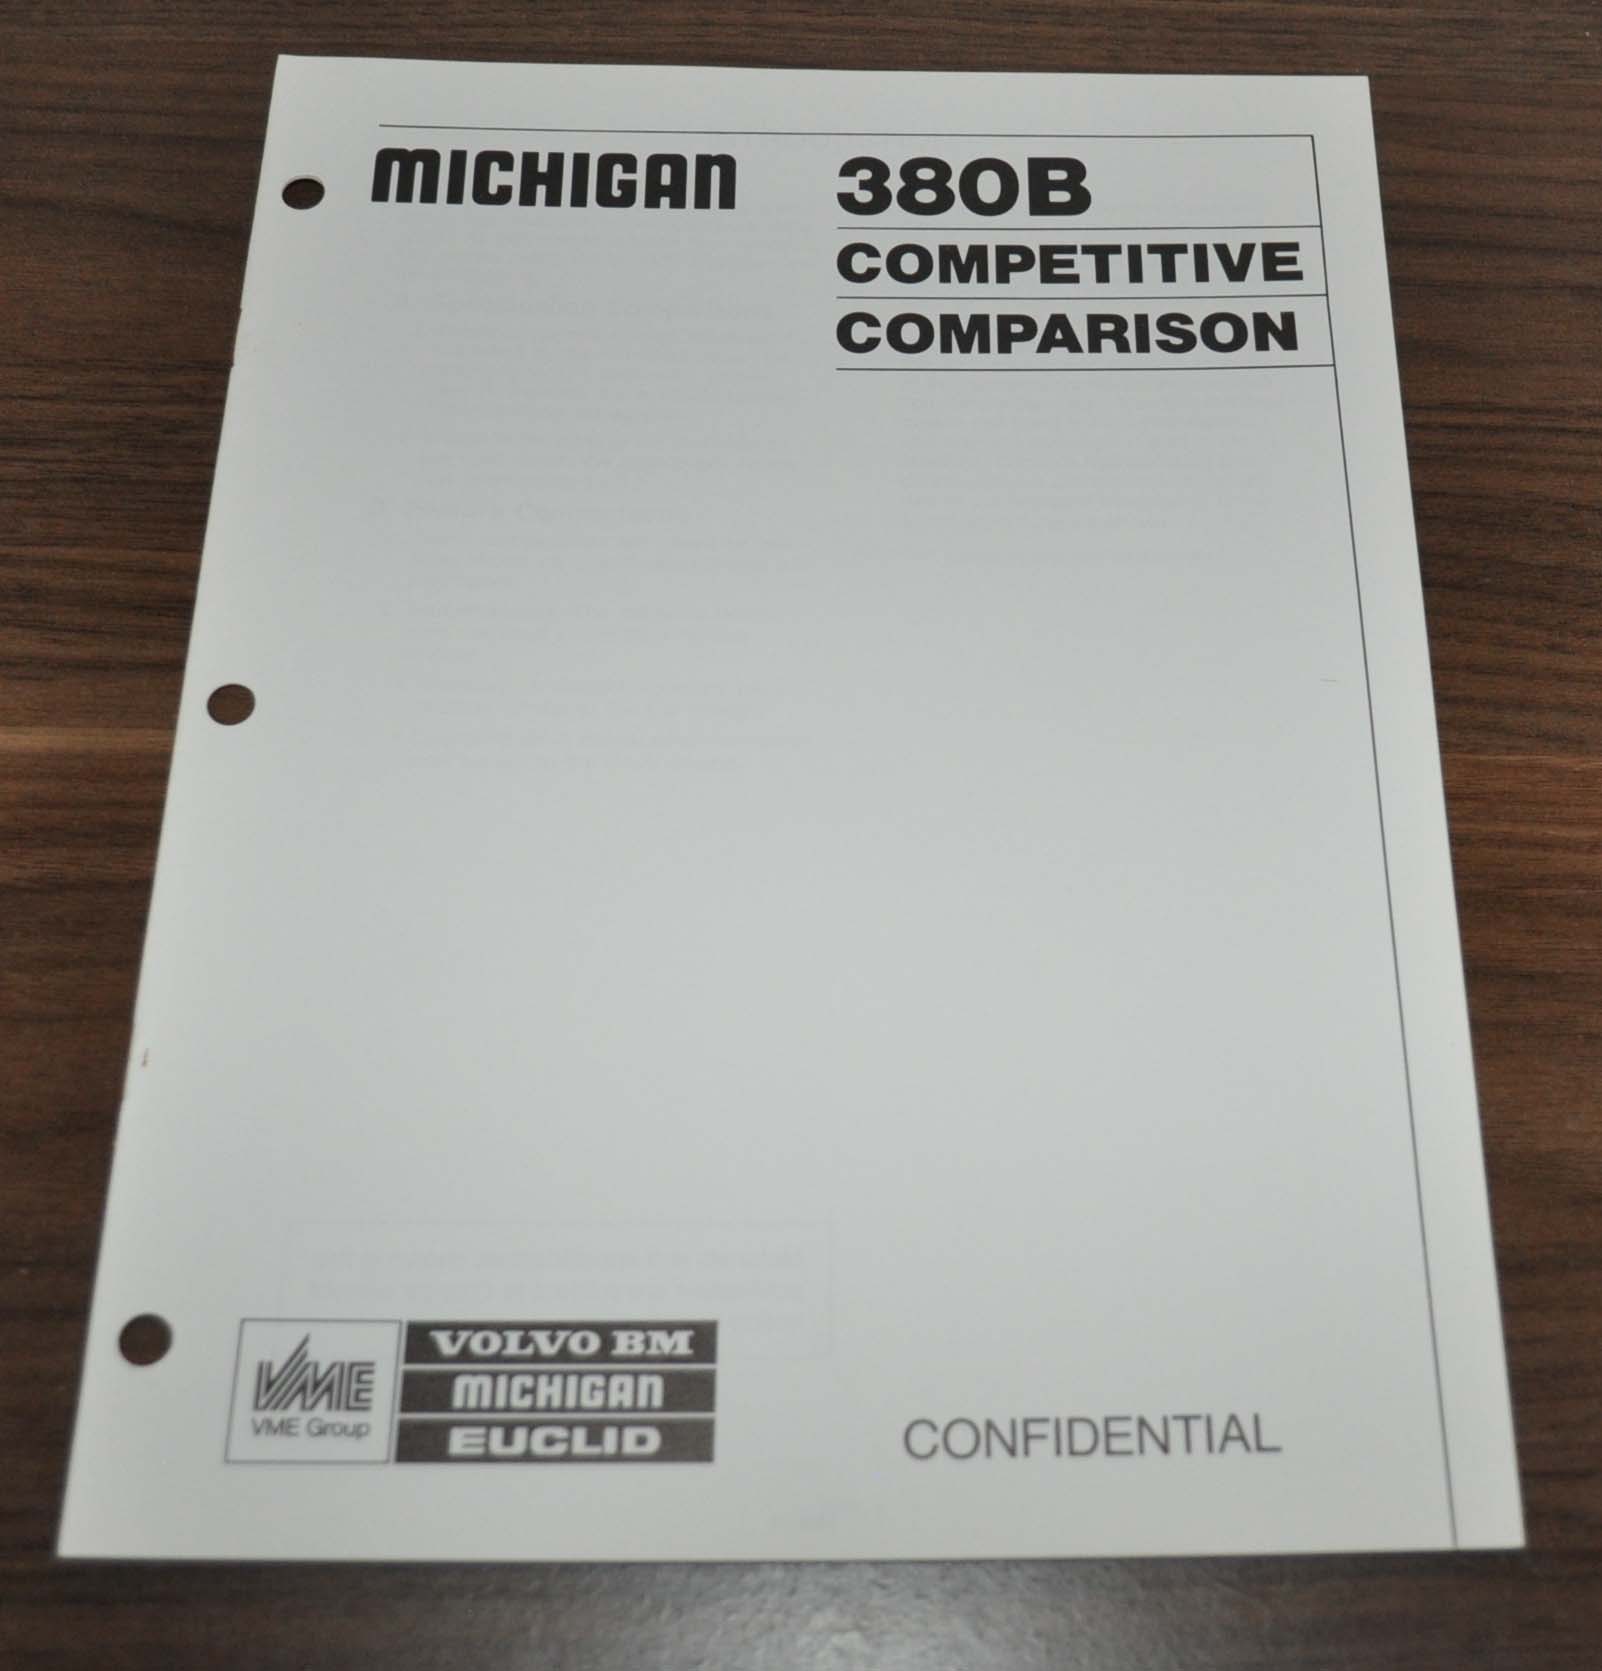 MICHIGAN 380B
COMPETITIVE
COMPARISON
VME
VME Group
VOLVO BM
MICHIGAN
EUCLID
CONFIDENTIAL